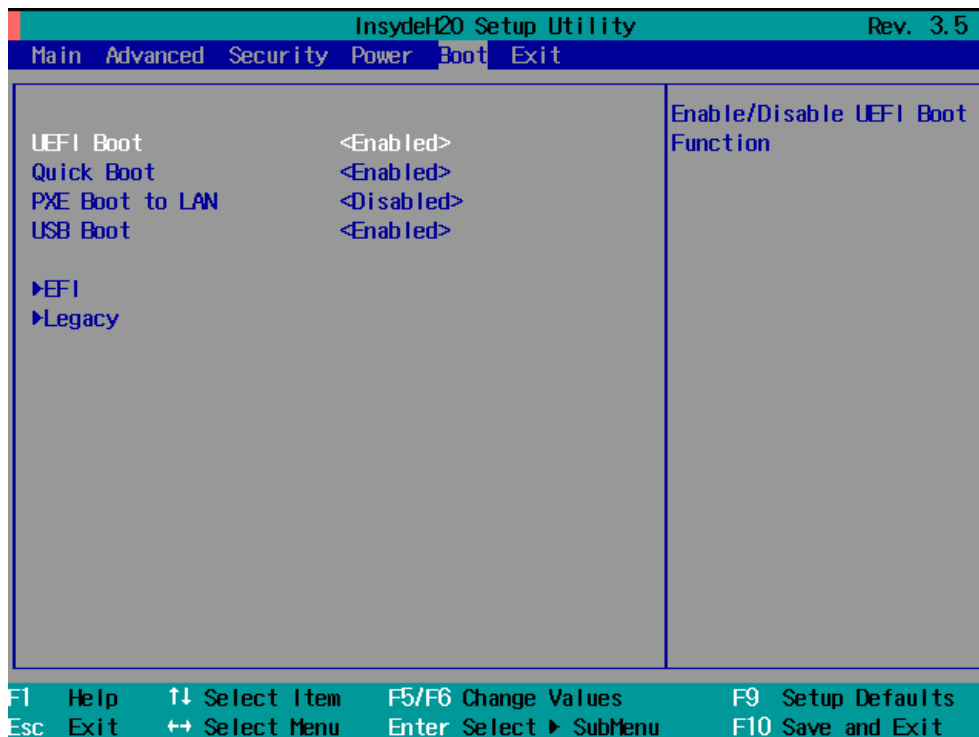 InsydeH2O Setup Utility Rev. 3.5
Main Advanced Security Power Boot Exit
UEFI Boot <Enabled>
Quick Boot <Enabled>
PXE Boot to LAN <Disabled>
USB Boot <Enabled>
▶EFI
▶Legacy
Enable/Disable UEFI Boot
Function
F1 Help ↑↓ Select Item F5/F6 Change Values F9 Setup Defaults
Esc Exit ↔ Select Menu Enter Select ▶ SubMenu F10 Save and Exit